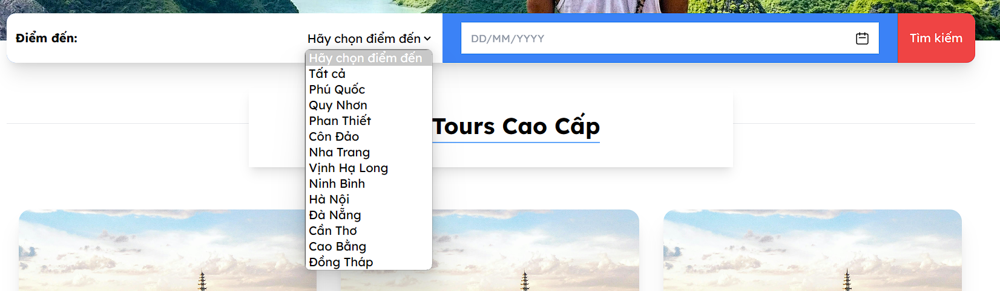 Điểm đến:
Hãy chọn điểm đến
DD/MM/YYYY
Tìm kiếm
Hãy chọn điểm đến
Tất cả
Phú Quốc
Quy Nhơn
Phan Thiết
Côn Đảo
Nha Trang
Vịnh Hạ Long
Ninh Bình
Hà Nội
Đà Nẵng
Cần Thơ
Cao Bằng
Đồng Tháp
Tours Cao Cấp